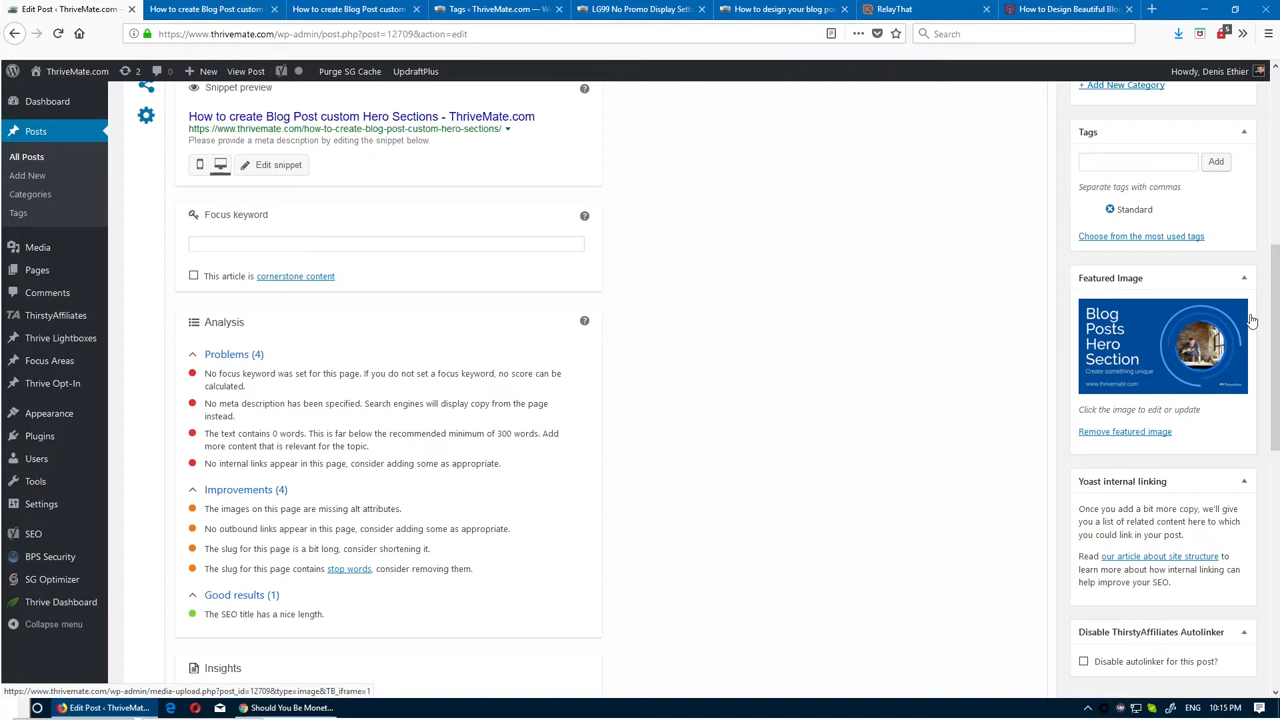 Edit Post ‹ ThriveMate.com –
How to create Blog Post custom
How to create Blog Post custom
Tags ‹ ThriveMate.com — W
LG99 No Promo Display Set
How to design your blog po
RelayThat
How to Design Beautiful Blo
https://www.thrivemate.com/wp-admin/post.php?post=12709&action=edit
Search
ThriveMate.com
2
0
New
View Post
Purge SG Cache
UpdraftPlus
Howdy, Denis Ethier
Dashboard
Posts
All Posts
Add New
Categories
Tags
Media
Pages
Comments
ThirstyAffiliates
Thrive Lightboxes
Focus Areas
Thrive Opt-In
Appearance
Plugins
Users
Tools
Settings
SEO
BPS Security
SG Optimizer
Thrive Dashboard
Collapse menu
Snippet preview
How to create Blog Post custom Hero Sections - ThriveMate.com
https://www.thrivemate.com/how-to-create-blog-post-custom-hero-sections/
Please provide a meta description by editing the snippet below.
Edit snippet
Focus keyword
This article is cornerstone content
Analysis
Problems (4)
No focus keyword was set for this page. If you do not set a focus keyword, no score can be
calculated.
No meta description has been specified. Search engines will display copy from the page
instead.
The text contains 0 words. This is far below the recommended minimum of 300 words. Add
more content that is relevant for the topic.
No internal links appear in this page, consider adding some as appropriate.
Improvements (4)
The images on this page are missing alt attributes.
No outbound links appear in this page, consider adding some as appropriate.
The slug for this page is a bit long, consider shortening it.
The slug for this page contains stop words, consider removing them.
Good results (1)
The SEO title has a nice length.
Insights
+ Add New Category
Tags
Add
Separate tags with commas
Standard
Choose from the most used tags
Featured Image
Blog
Posts
Hero
Section
Create something unique
www.thrivemate.com
Click the image to edit or update
Remove featured image
Yoast internal linking
Once you add a bit more copy, we'll give
you a list of related content here to which
you could link in your post.
Read our article about site structure to
learn more about how internal linking can
help improve your SEO.
Disable ThirstyAffiliates Autolinker
Disable autolinker for this post?
https://www.thrivemate.com/wp-admin/media-upload.php?post_id=12709&type=image&TB_iframe=1
Edit Post ‹ ThriveMat...
Should You Be Monet...
ENG
10:15 PM